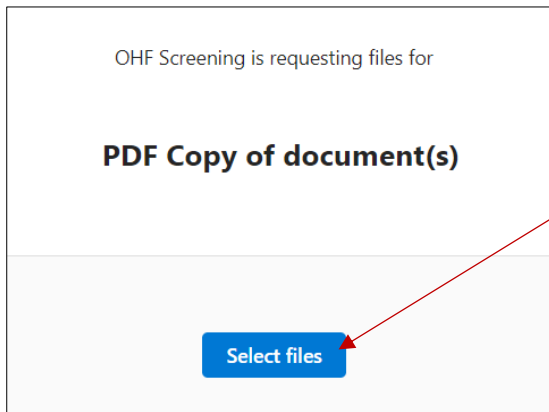 OHF Screening is requesting files for
PDF Copy of document(s)
Select files